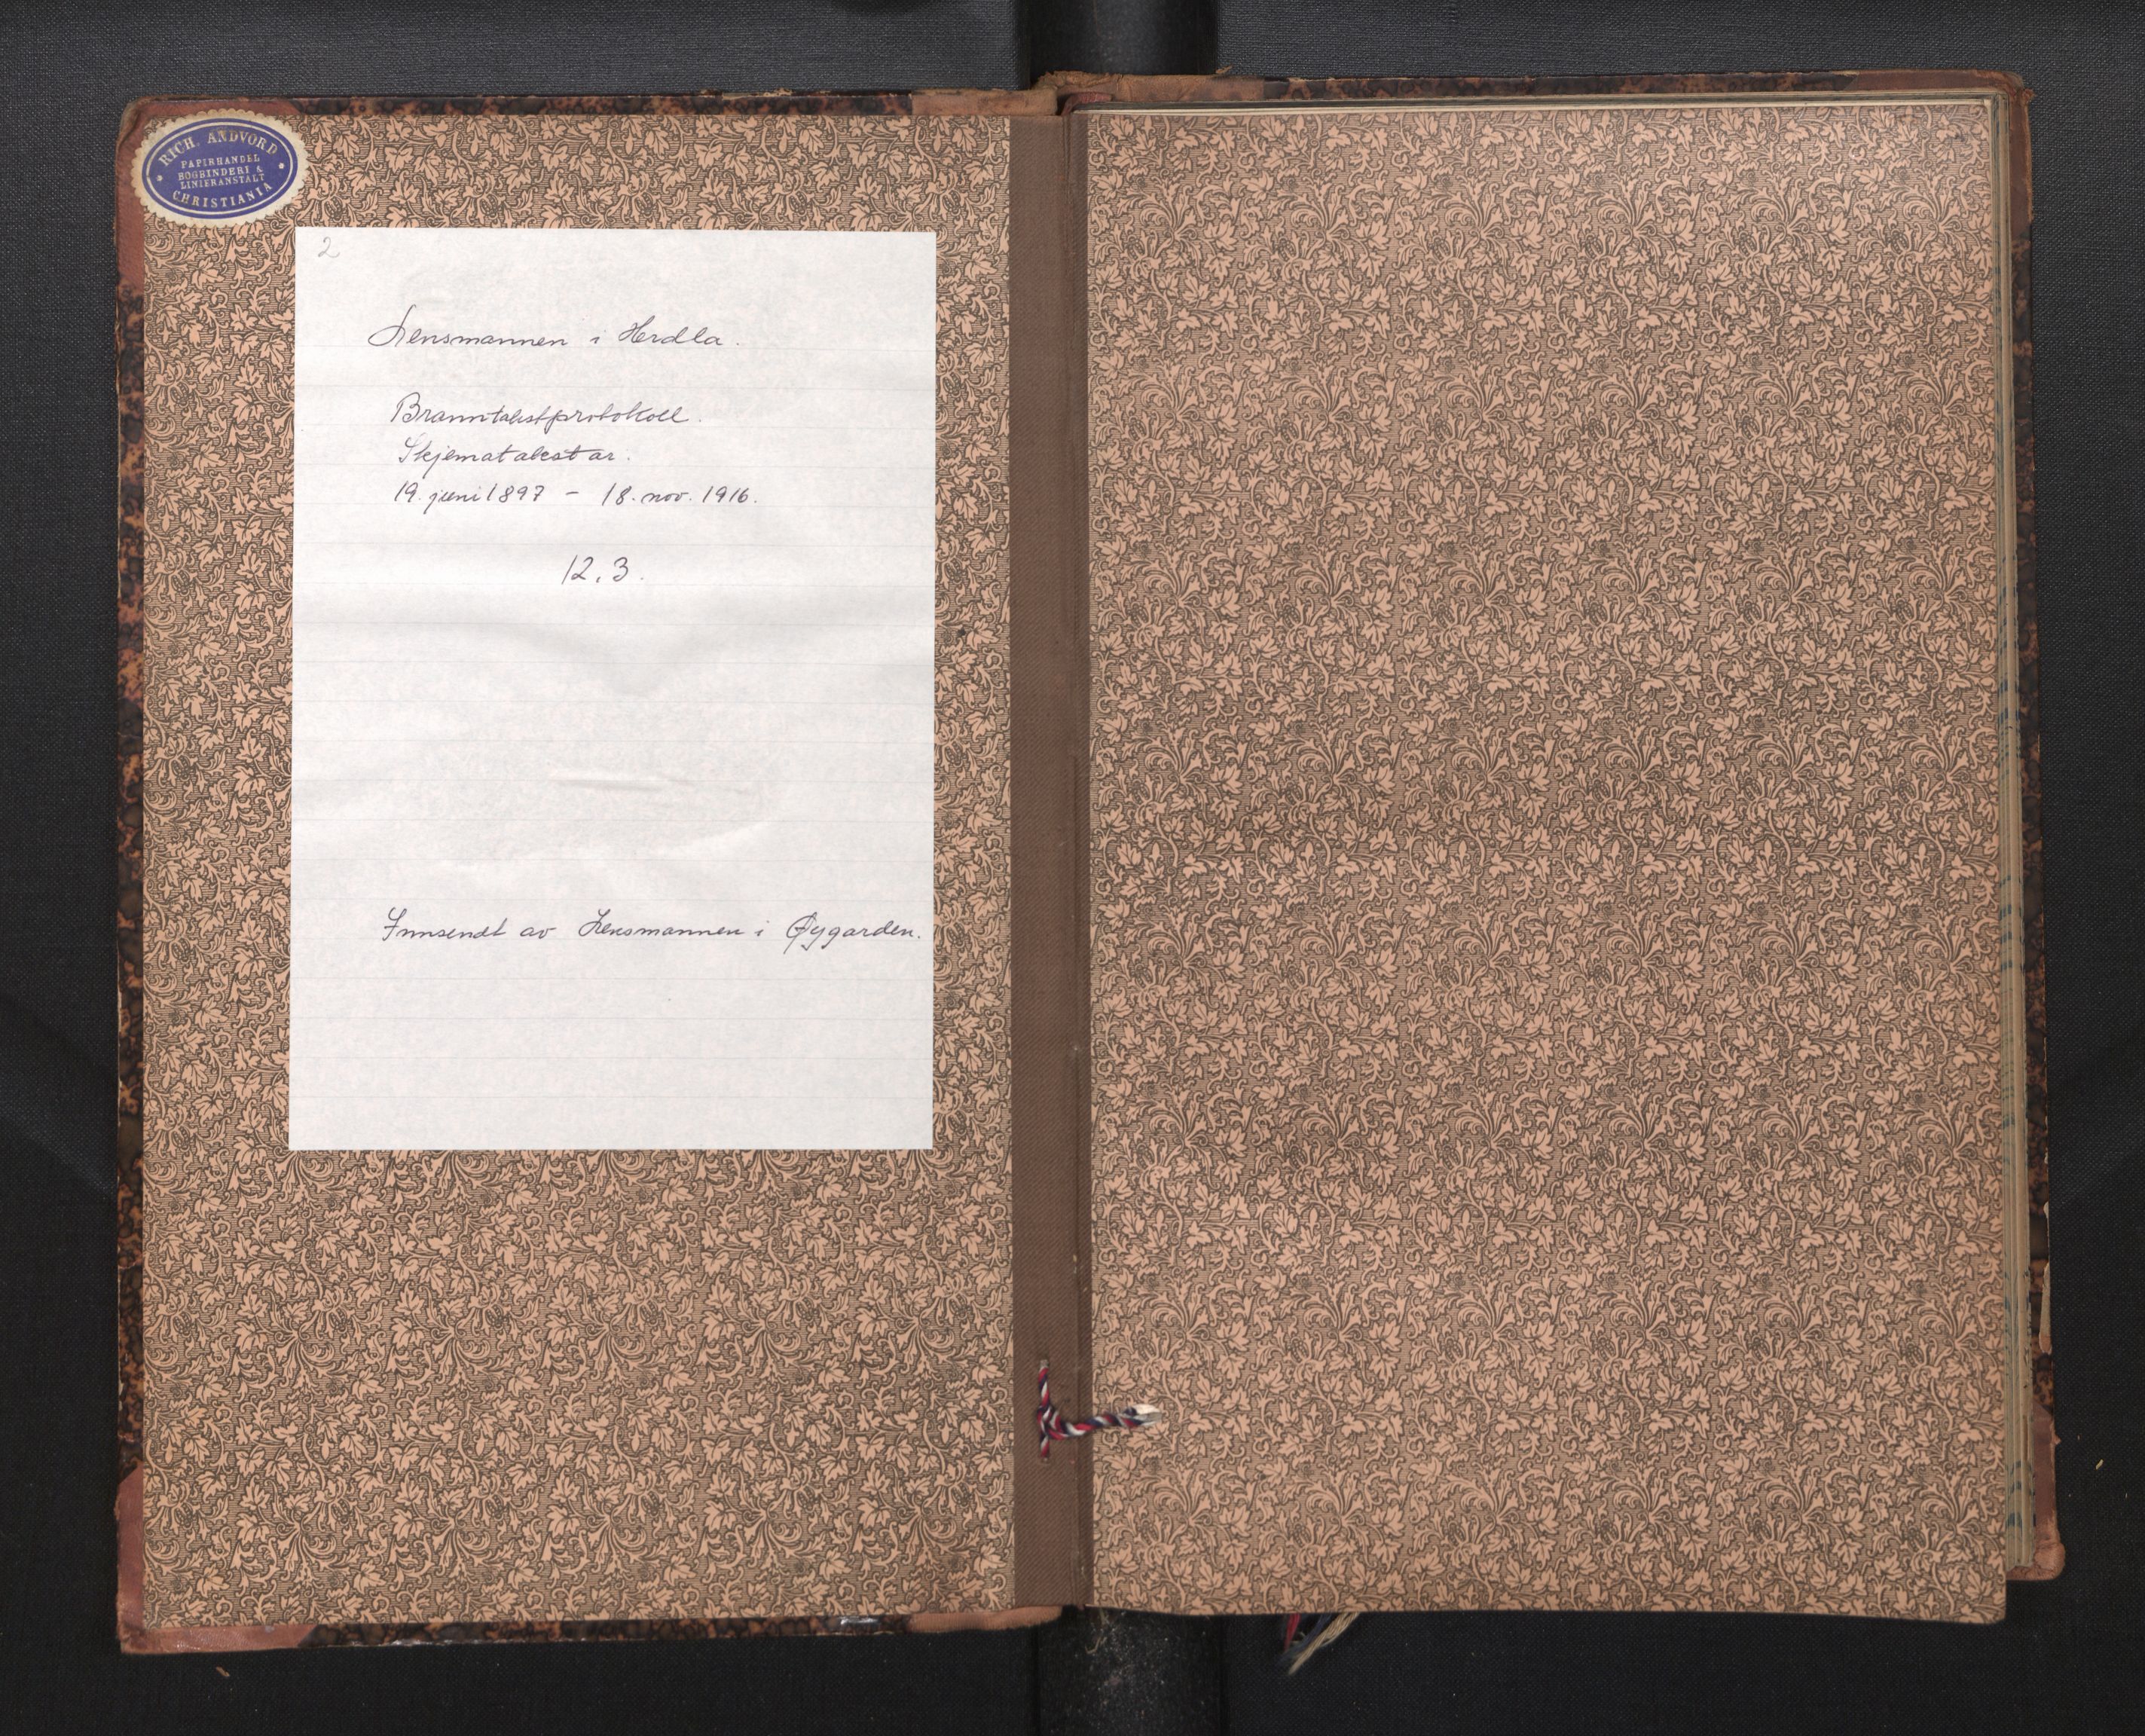 RICH. ANDVORD
PAPIRHANDEL
BOGBINDERI &
LINIERANSTALT
CHRISTIANIA
2
Lensmannen i Herdla.
Branntakstprotokoll.
Skjematakstar.
19. juni 1897 - 18. nov. 1916.
12.3.
Innsendt av Lensmannen i Øygarden.